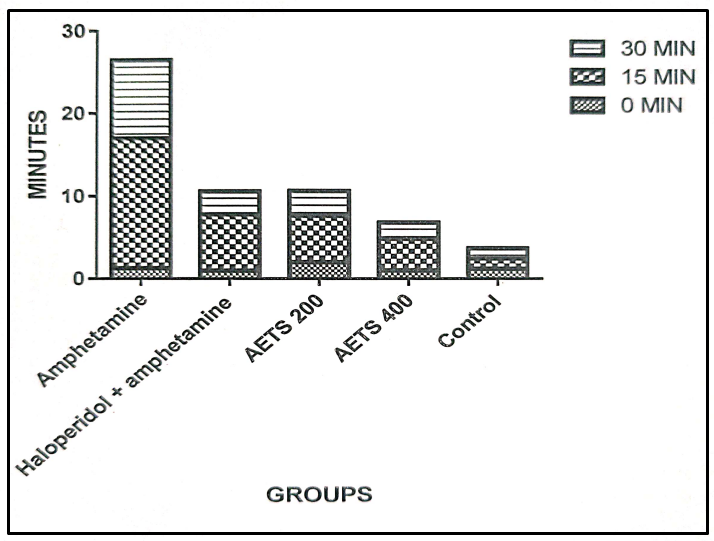 30 MIN
15 MIN
0 MIN
MINUTES
30
20
10
0
Amphetamine
Haloperidol + amphetamine
AETS 200
AETS 400
Control
GROUPS